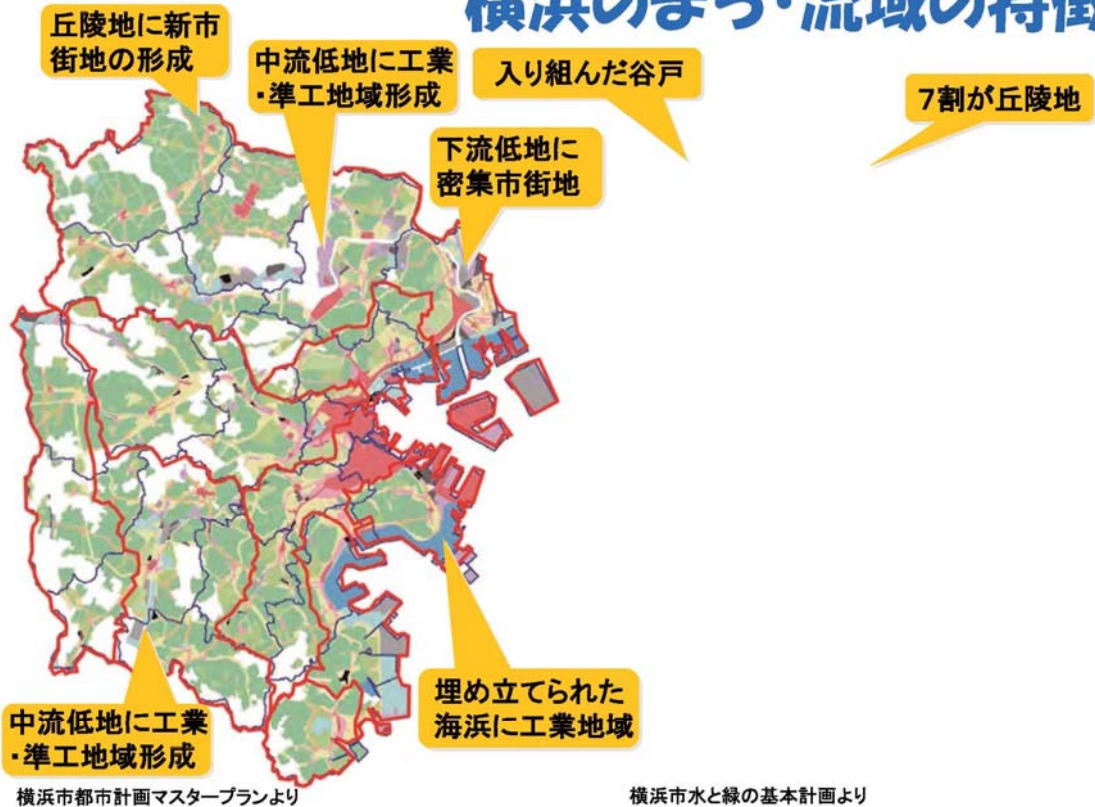 横浜のまち・流域の特徴
丘陵地に新市
街地の形成
中流低地に工業
・準工地域形成
入り組んだ谷戸
7割が丘陵地
下流低地に
密集市街地
埋め立てられた
海浜に工業地域
中流低地に工業
・準工地域形成
横浜市都市計画マスタープランより
横浜市水と緑の基本計画より